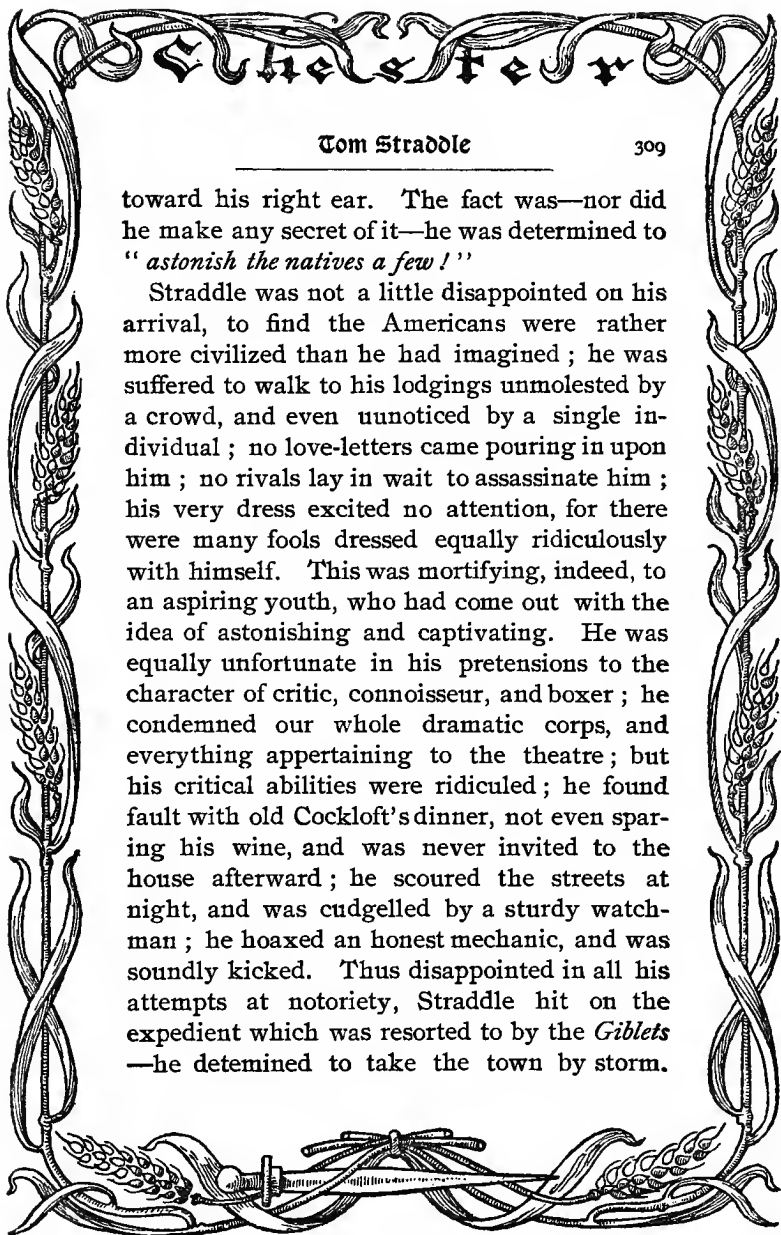 Chester
Tom Straddle 309
toward his right ear. The fact was—nor did
he make any secret of it—he was determined to
“ astonish the natives a few ! ”
Straddle was not a little disappointed on his
arrival, to find the Americans were rather
more civilized than he had imagined ; he was
suffered to walk to his lodgings unmolested by
a crowd, and even uunoticed by a single in-
dividual ; no love-letters came pouring in upon
him ; no rivals lay in wait to assassinate him ;
his very dress excited no attention, for there
were many fools dressed equally ridiculously
with himself. This was mortifying, indeed, to
an aspiring youth, who had come out with the
idea of astonishing and captivating. He was
equally unfortunate in his pretensions to the
character of critic, connoisseur, and boxer ; he
condemned our whole dramatic corps, and
everything appertaining to the theatre ; but
his critical abilities were ridiculed ; he found
fault with old Cockloft's dinner, not even spar-
ing his wine, and was never invited to the
house afterward ; he scoured the streets at
night, and was cudgelled by a sturdy watch-
man ; he hoaxed an honest mechanic, and was
soundly kicked. Thus disappointed in all his
attempts at notoriety, Straddle hit on the
expedient which was resorted to by the Giblets
—he detemined to take the town by storm.